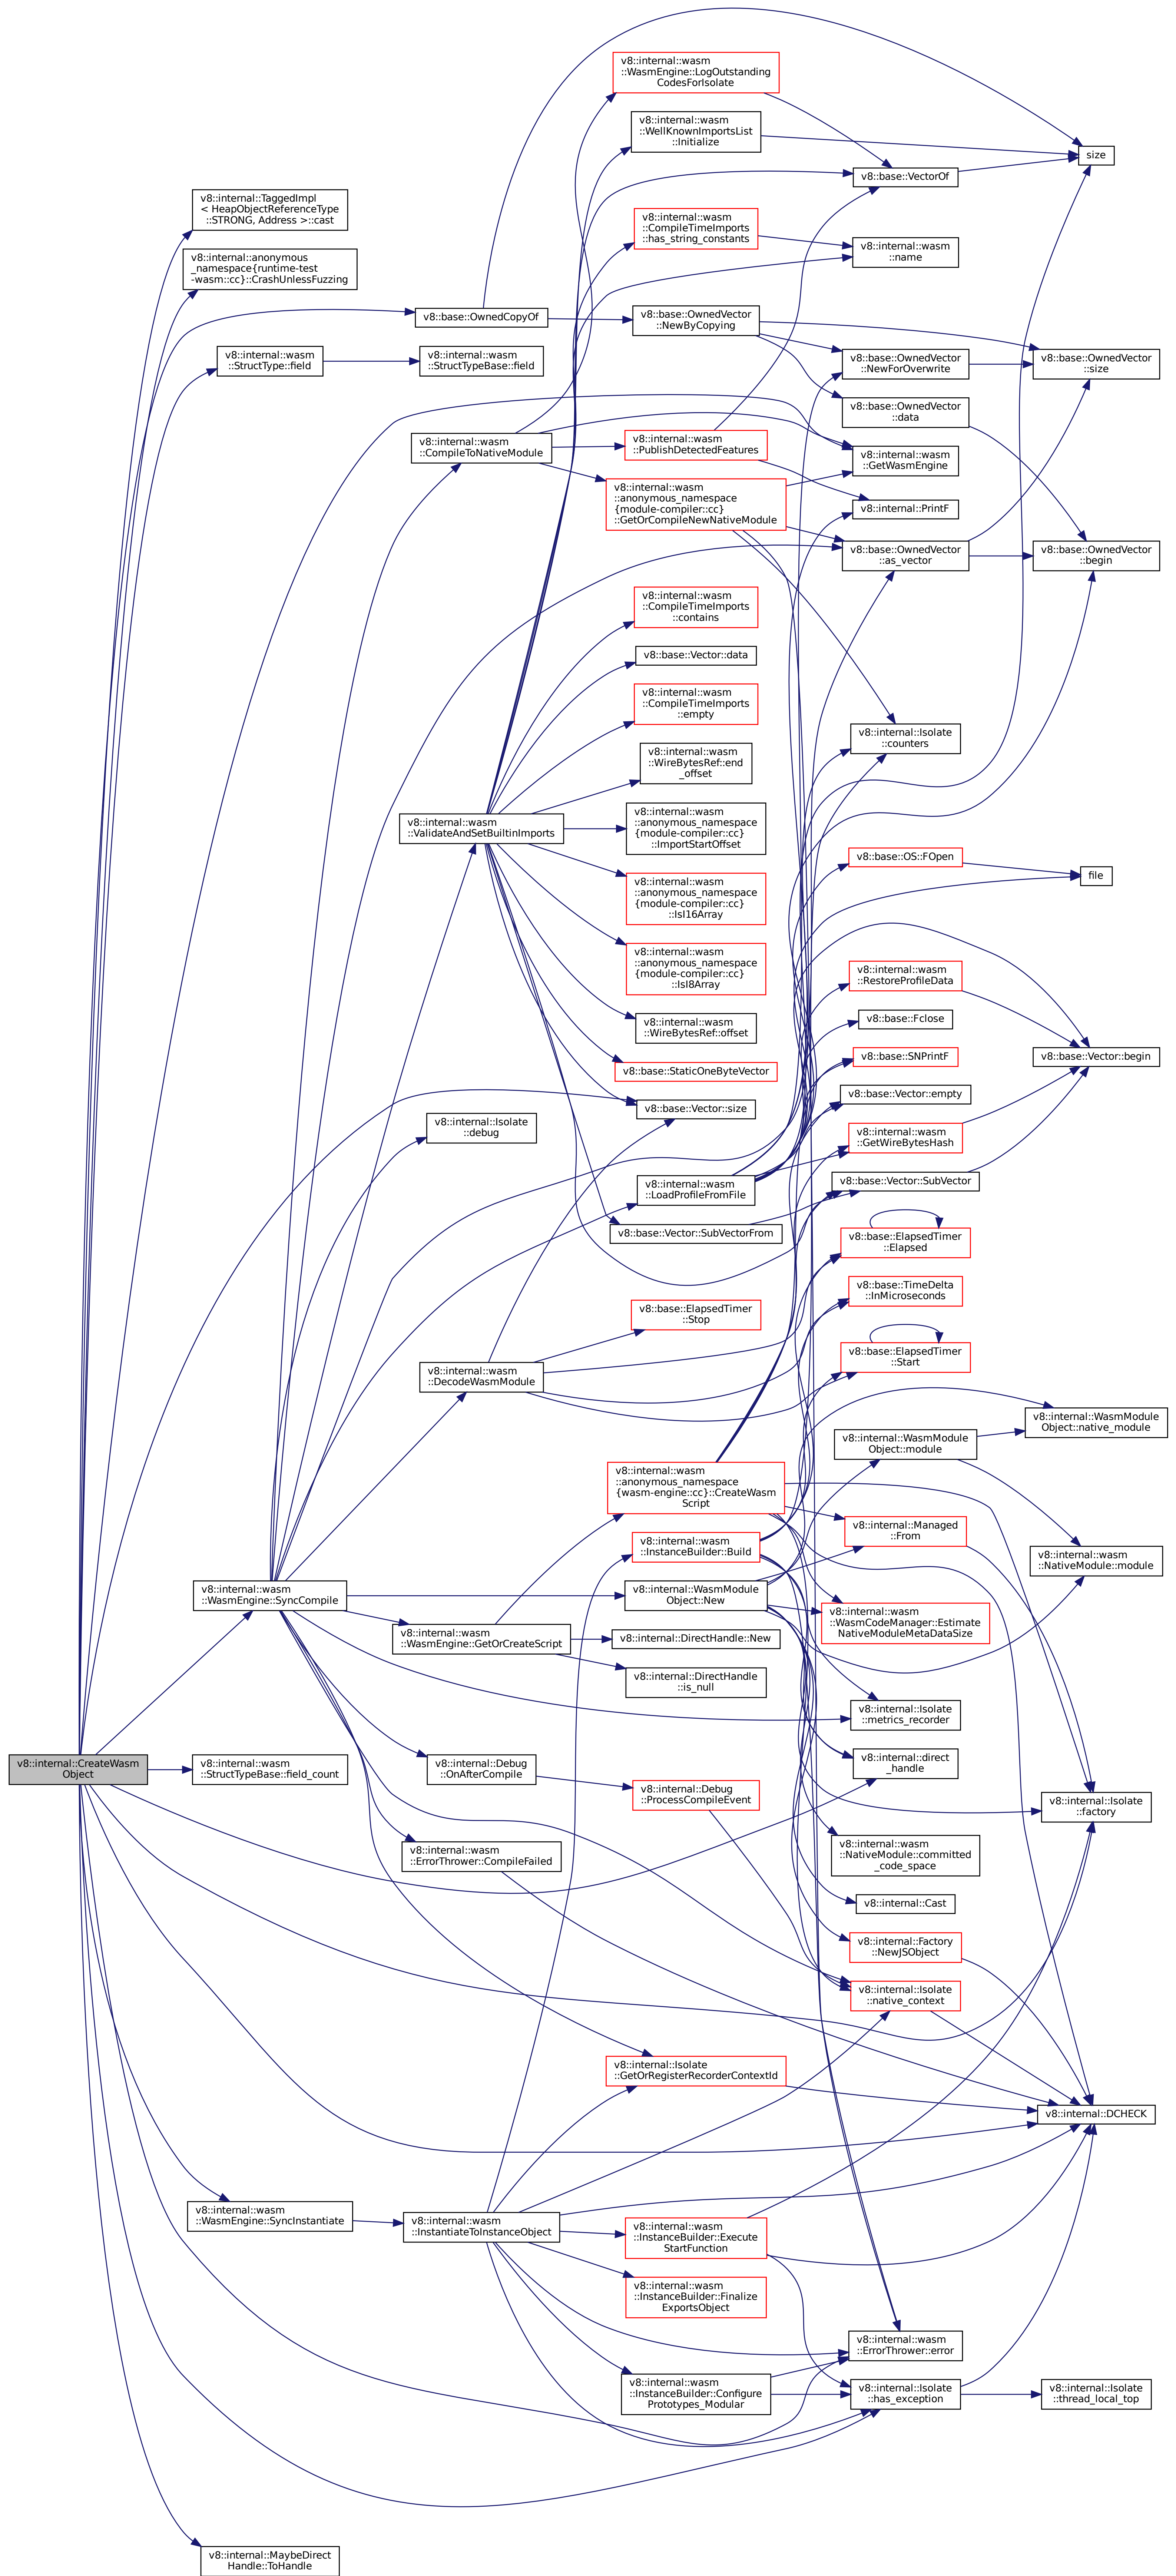 v8::internal::wasm
::WasmEngine::LogOutstanding
CodesForIsolate
v8::internal::wasm
::WellKnownImportsList
::Initialize
size
v8::base::VectorOf
v8::internal::TaggedImpl
< HeapObjectReferenceType
::STRONG, Address >::cast
v8::internal::wasm
::CompileTimeImports
::has_string_constants
v8::internal::wasm
::name
v8::internal::anonymous
_namespace{runtime-test
-wasm::cc}::CrashUnlessFuzzing
v8::base::OwnedCopyOf
v8::base::OwnedVector
::NewByCopying
v8::internal::wasm
::StructType::field
v8::internal::wasm
::StructTypeBase::field
v8::base::OwnedVector
::NewForOverwrite
v8::base::OwnedVector
::size
v8::base::OwnedVector
::data
v8::internal::wasm
::CompileToNativeModule
v8::internal::wasm
::PublishDetectedFeatures
v8::internal::wasm
::GetWasmEngine
v8::internal::wasm
::anonymous_namespace
{module-compiler::cc}
::GetOrCompileNewNativeModule
v8::internal::PrintF
v8::base::OwnedVector
::as_vector
v8::base::OwnedVector
::begin
v8::internal::wasm
::CompileTimeImports
::contains
v8::base::Vector::data
v8::internal::wasm
::CompileTimeImports
::empty
v8::internal::Isolate
::counters
v8::internal::wasm
::WireBytesRef::end
_offset
v8::internal::wasm
::ValidateAndSetBuiltinImports
v8::internal::wasm
::anonymous_namespace
{module-compiler::cc}
::ImportStartOffset
v8::base::OS::FOpen
file
v8::internal::wasm
::anonymous_namespace
{module-compiler::cc}
::IsI16Array
v8::internal::wasm
::anonymous_namespace
{module-compiler::cc}
::IsI8Array
v8::internal::wasm
::RestoreProfileData
v8::internal::wasm
::WireBytesRef::offset
v8::base::Fclose
v8::base::StaticOneByteVector
v8::base::SNPrintF
v8::base::Vector::begin
v8::base::Vector::size
v8::base::Vector::empty
v8::internal::Isolate
::debug
v8::internal::wasm
::GetWireBytesHash
v8::internal::wasm
::LoadProfileFromFile
v8::base::Vector::SubVector
v8::base::Vector::SubVectorFrom
v8::base::ElapsedTimer
::Elapsed
v8::base::TimeDelta
::InMicroseconds
v8::base::ElapsedTimer
::Stop
v8::base::ElapsedTimer
::Start
v8::internal::wasm
::DecodeWasmModule
v8::internal::WasmModule
Object::native_module
v8::internal::WasmModule
Object::module
v8::internal::wasm
::anonymous_namespace
{wasm-engine::cc}::CreateWasm
Script
v8::internal::Managed
::From
v8::internal::wasm
::InstanceBuilder::Build
v8::internal::wasm
::NativeModule::module
v8::internal::wasm
::WasmEngine::SyncCompile
v8::internal::WasmModule
Object::New
v8::internal::wasm
::WasmCodeManager::Estimate
NativeModuleMetaDataSize
v8::internal::wasm
::WasmEngine::GetOrCreateScript
v8::internal::DirectHandle::New
v8::internal::DirectHandle
::is_null
v8::internal::Isolate
::metrics_recorder
v8::internal::CreateWasm
Object
v8::internal::wasm
::StructTypeBase::field_count
v8::internal::Debug
::OnAfterCompile
v8::internal::direct
_handle
v8::internal::Debug
::ProcessCompileEvent
v8::internal::Isolate
::factory
v8::internal::wasm
::ErrorThrower::CompileFailed
v8::internal::wasm
::NativeModule::committed
_code_space
v8::internal::Cast
v8::internal::Factory
::NewJSObject
v8::internal::Isolate
::native_context
v8::internal::Isolate
::GetOrRegisterRecorderContextId
v8::internal::DCHECK
v8::internal::wasm
::WasmEngine::SyncInstantiate
v8::internal::wasm
::InstantiateToInstanceObject
v8::internal::wasm
::InstanceBuilder::Execute
StartFunction
v8::internal::wasm
::InstanceBuilder::Finalize
ExportsObject
v8::internal::wasm
::ErrorThrower::error
v8::internal::wasm
::InstanceBuilder::Configure
Prototypes_Modular
v8::internal::Isolate
::has_exception
v8::internal::Isolate
::thread_local_top
v8::internal::MaybeDirect
Handle::ToHandle